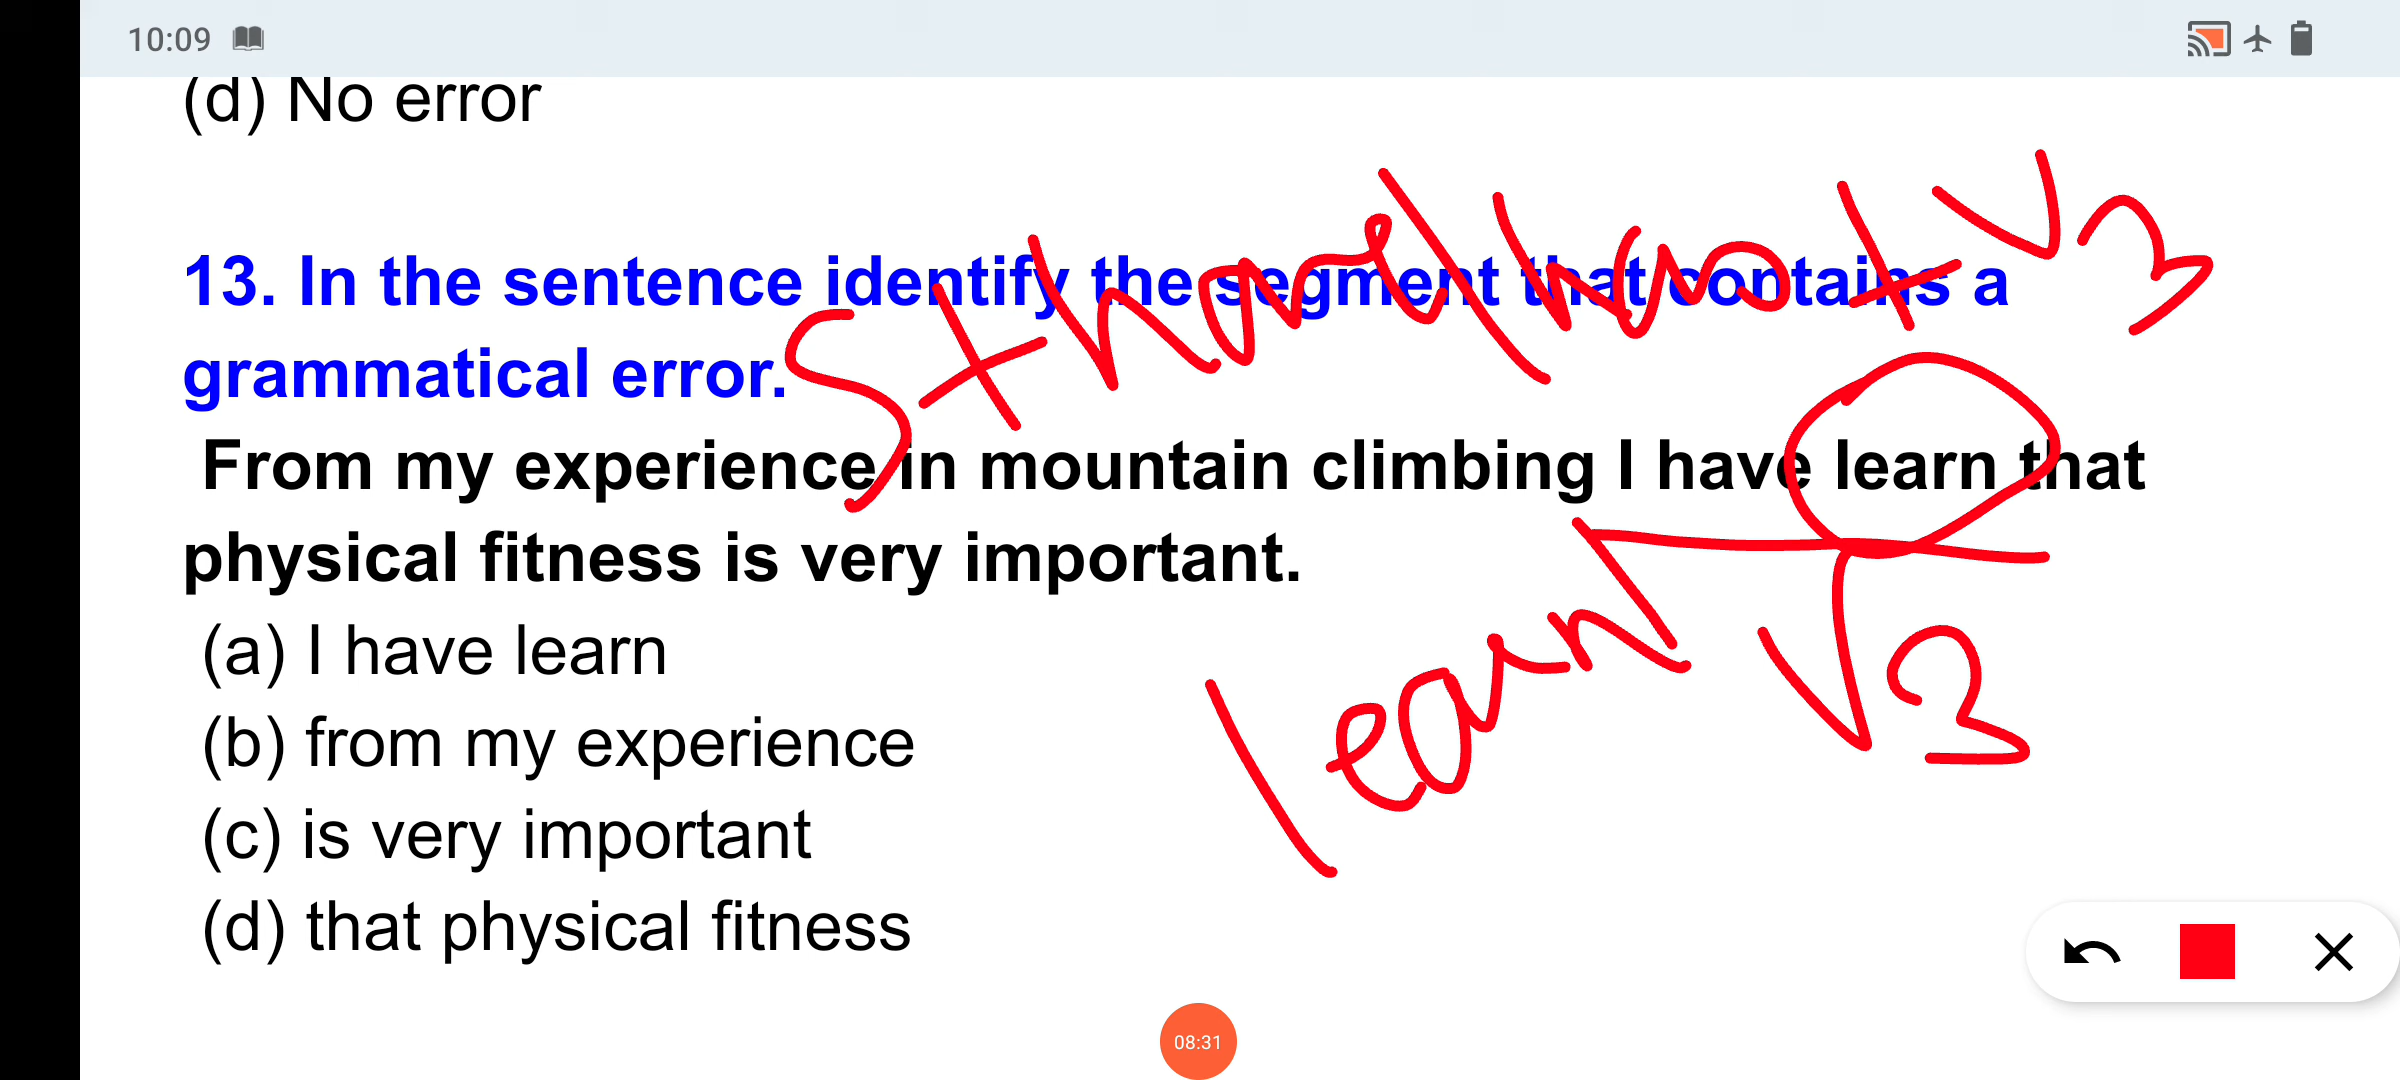 10:09
(d) No error
13. In the sentence identify the segment that contains a
grammatical error.
S+have/has+V3
From my experience in mountain climbing I have learn that
physical fitness is very important.
(a) I have learn
learnt
V3
(b) from my experience
(c) is very important
(d) that physical fitness
08:31